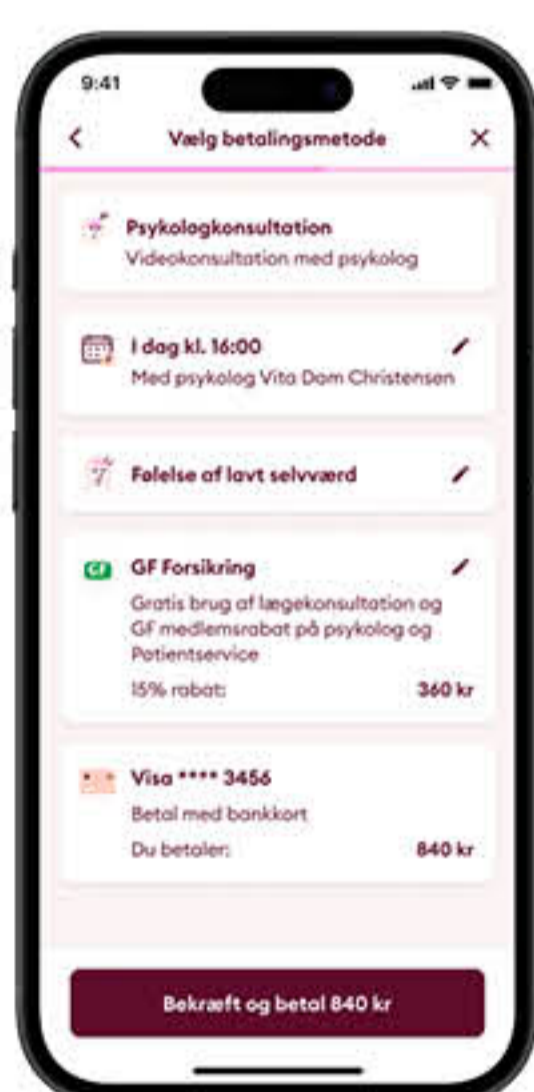 9:41
Vælg betalingsmetode
Psykologkonsultation
Videokonsultation med psykolog
I dag kl. 16:00
Med psykolog Vita Dam Christensen
Følelse af lavt selvværd
GF
GF Forsikring
Gratis brug af lægekonsultation og
GF medlemsrabat på psykolog og
Patientservice
15% rabat: 360 kr
Visa **** 3456
Betal med bankkort
Du betaler: 840 kr
Bekræft og betal 840 kr